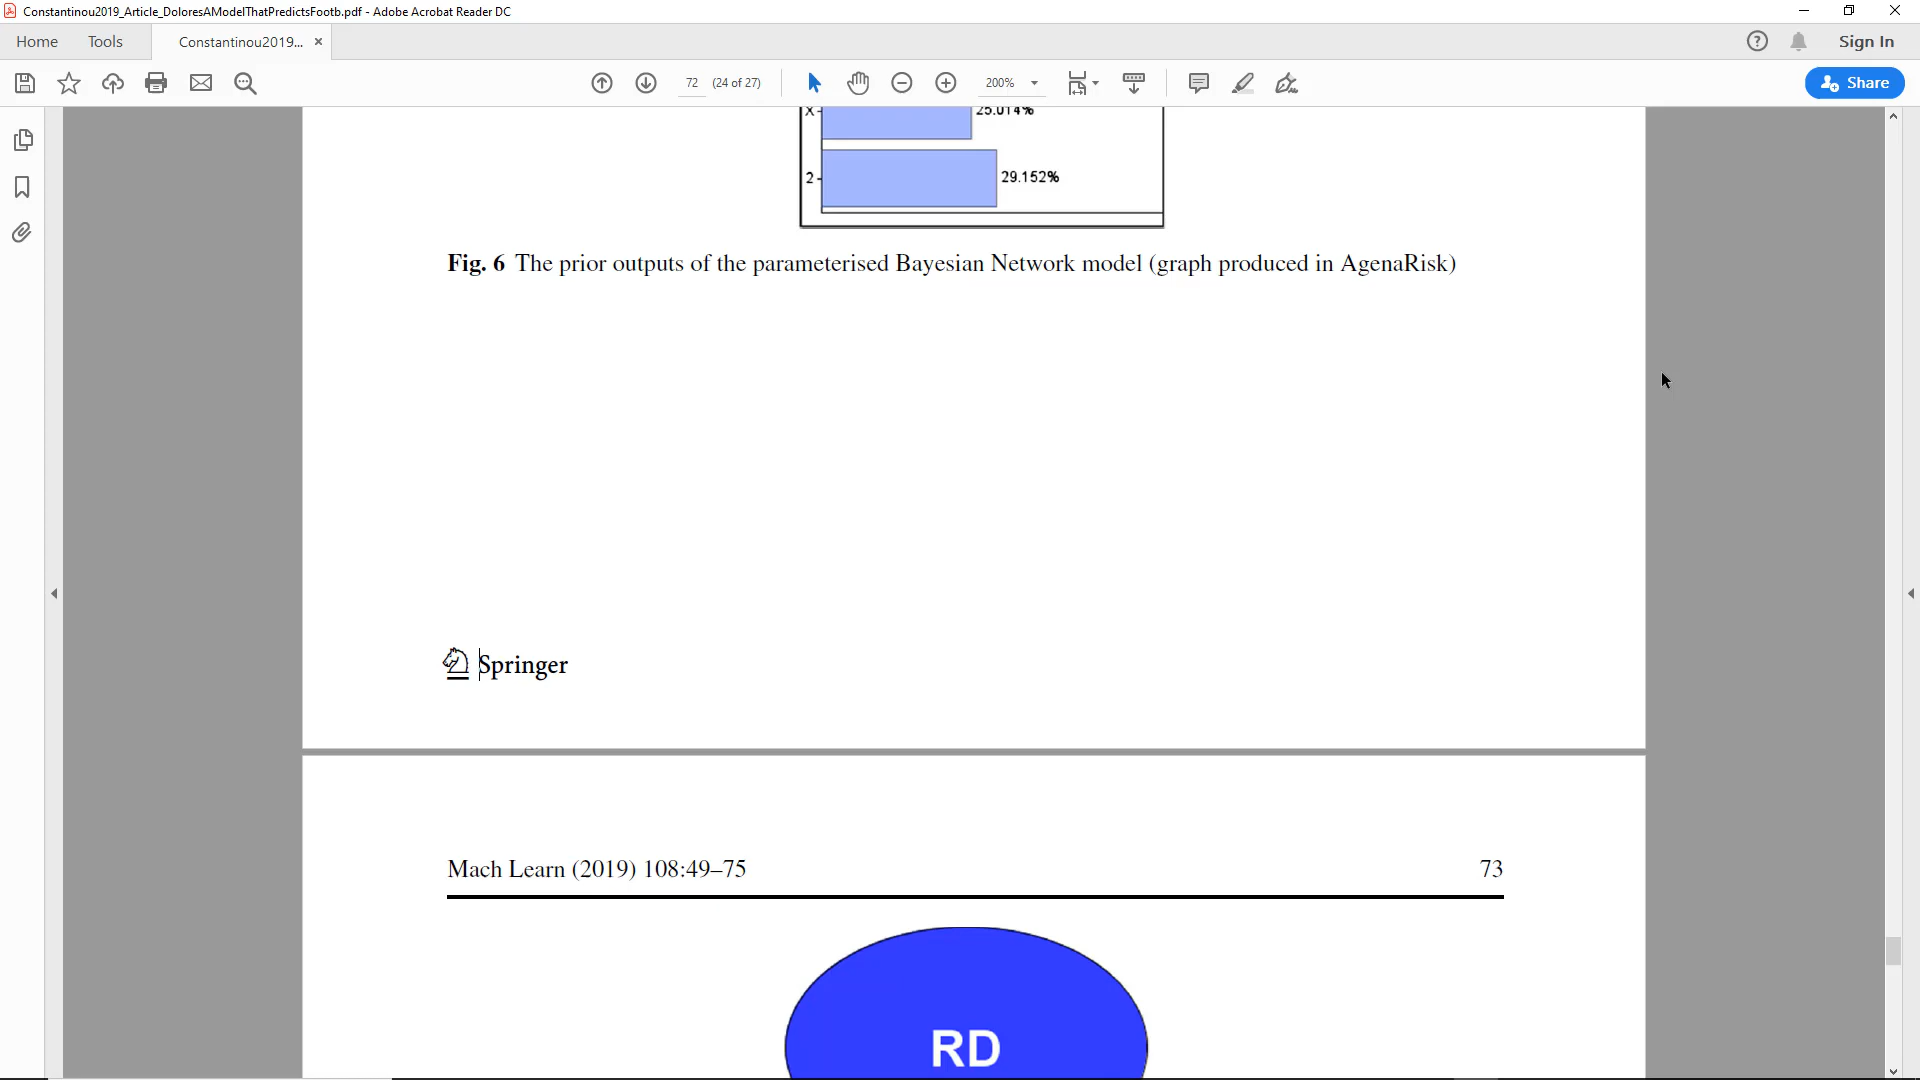 Constantinou2019_Article_DoloresAModelThatPredictsFootb.pdf - Adobe Acrobat Reader DC
Home Tools Constantinou2019... × Sign In
72 (24 of 27) 200% Share
X 25.014%
2 29.152%
Fig. 6 The prior outputs of the parameterised Bayesian Network model (graph produced in AgenaRisk)
Springer
Mach Learn (2019) 108:49–75 73
RD